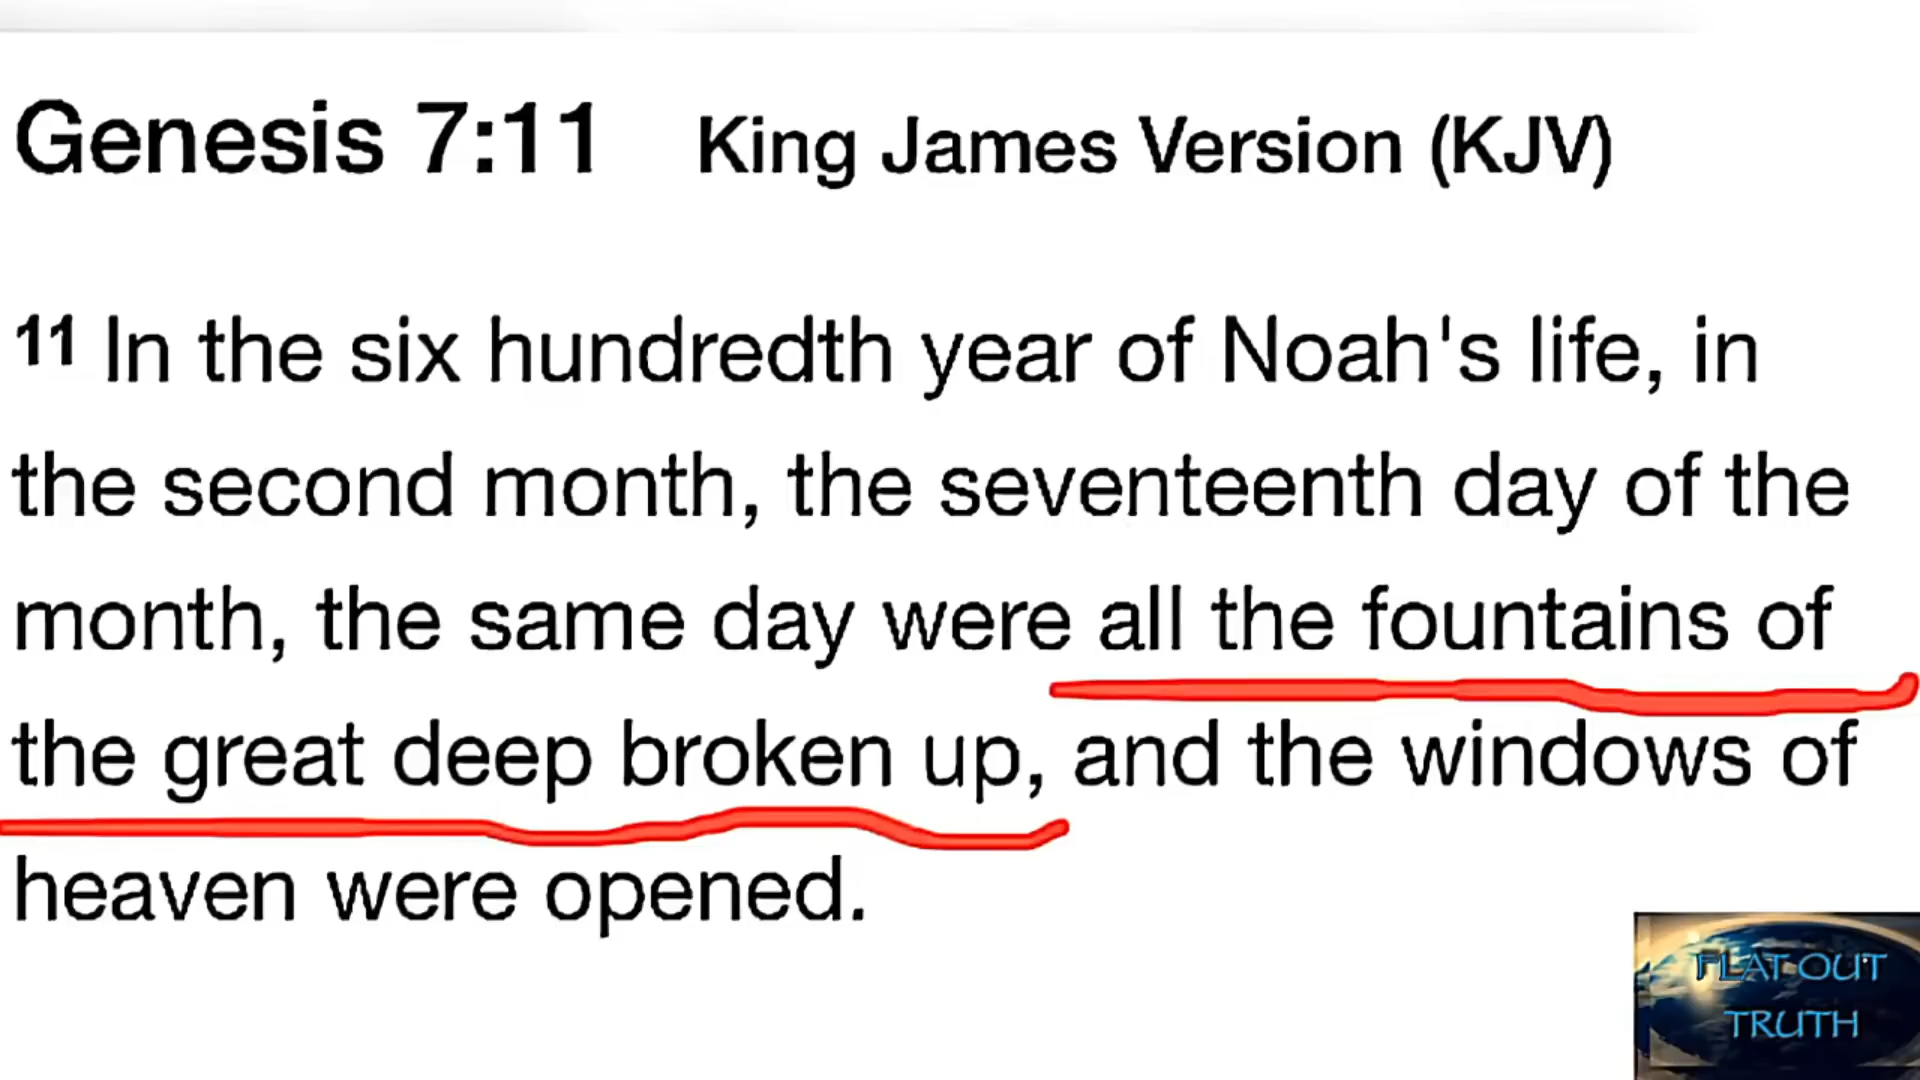 Genesis 7:11 King James Version (KJV)
11 In the six hundredth year of Noah's life, in
the second month, the seventeenth day of the
month, the same day were all the fountains of
the great deep broken up, and the windows of
heaven were opened.
FLAT OUT
TRUTH